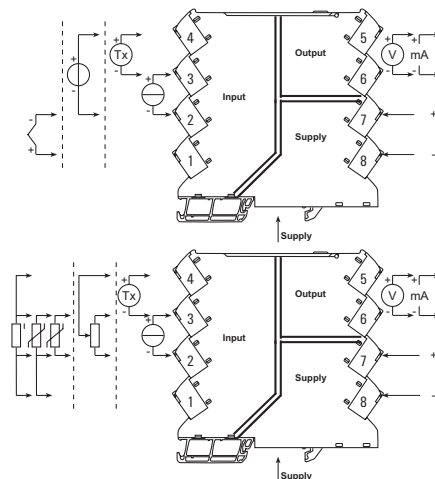 4 Output 5
+ Tx - + V - + mA -
3 6
+ - Input
2 7 +
- + Supply
1 8 -
Supply
4 Output 5
+ Tx - + V - + mA -
3 6
+ - Input
2 7 +
Supply
1 8 -
Supply